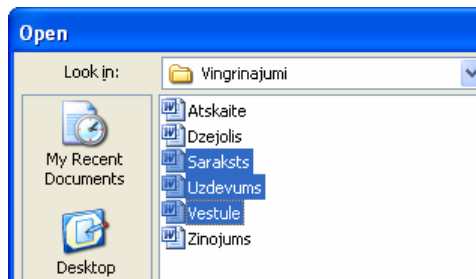 Open
Look in:
Vingrinajumi
My Recent
Documents
Desktop
Atskaite
Dzejolis
Saraksts
Uzdevums
Vestule
Zinojums